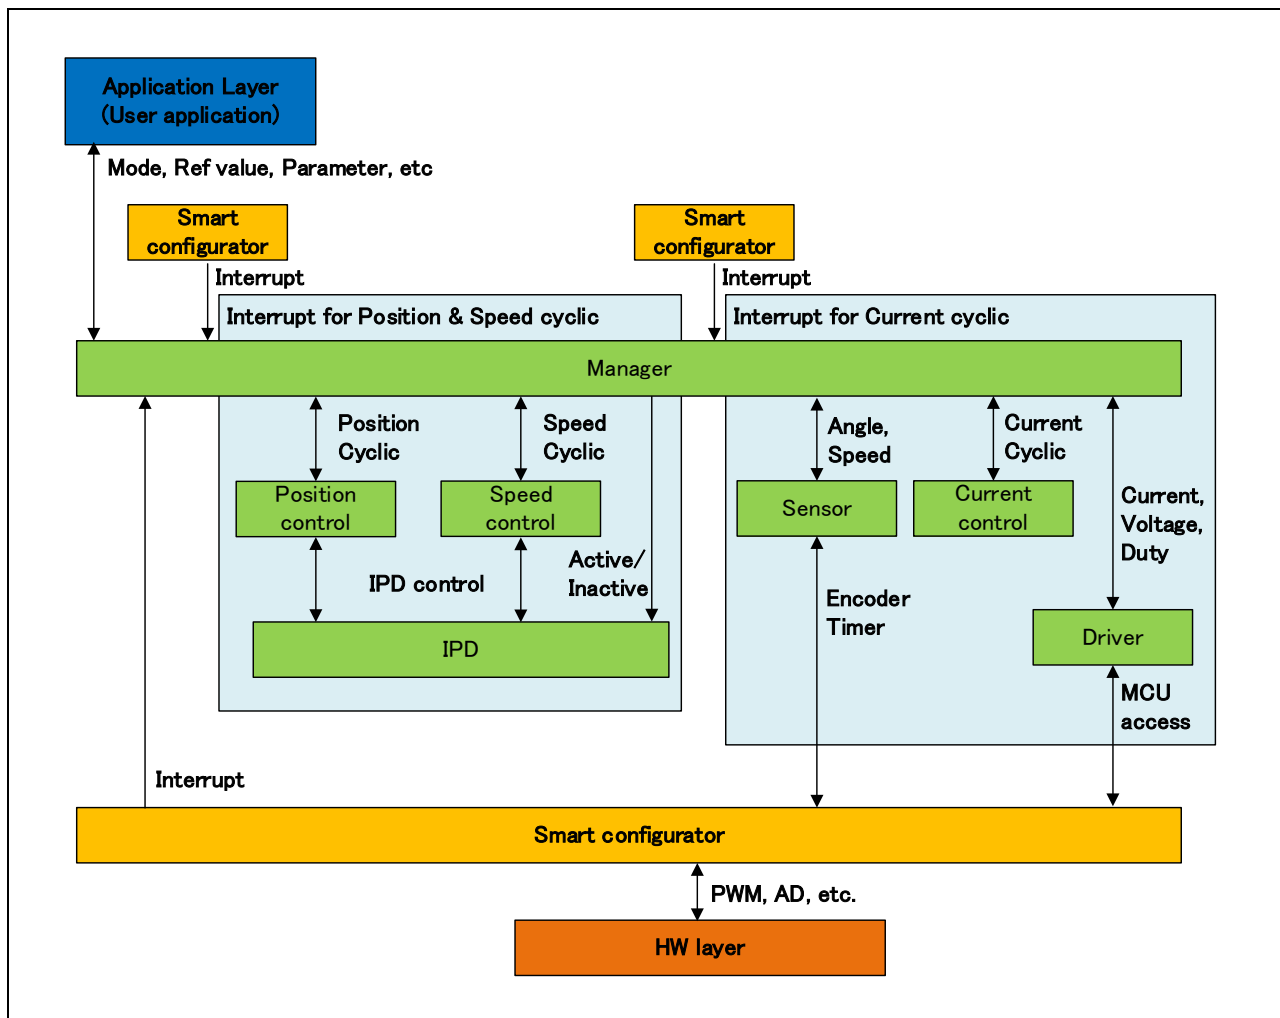 Application Layer
(User application)
Mode, Ref value, Parameter, etc
Smart
configurator
Smart
configurator
Interrupt
Interrupt
Interrupt for Position & Speed cyclic
Interrupt for Current cyclic
Manager
Position
Cyclic
Speed
Cyclic
Angle,
Speed
Current
Cyclic
Position
control
Speed
control
Sensor
Current
control
Current,
Voltage,
Duty
IPD control
Active/
Inactive
Encoder
Timer
IPD
Driver
MCU
access
Interrupt
Smart configurator
PWM, AD, etc.
HW layer